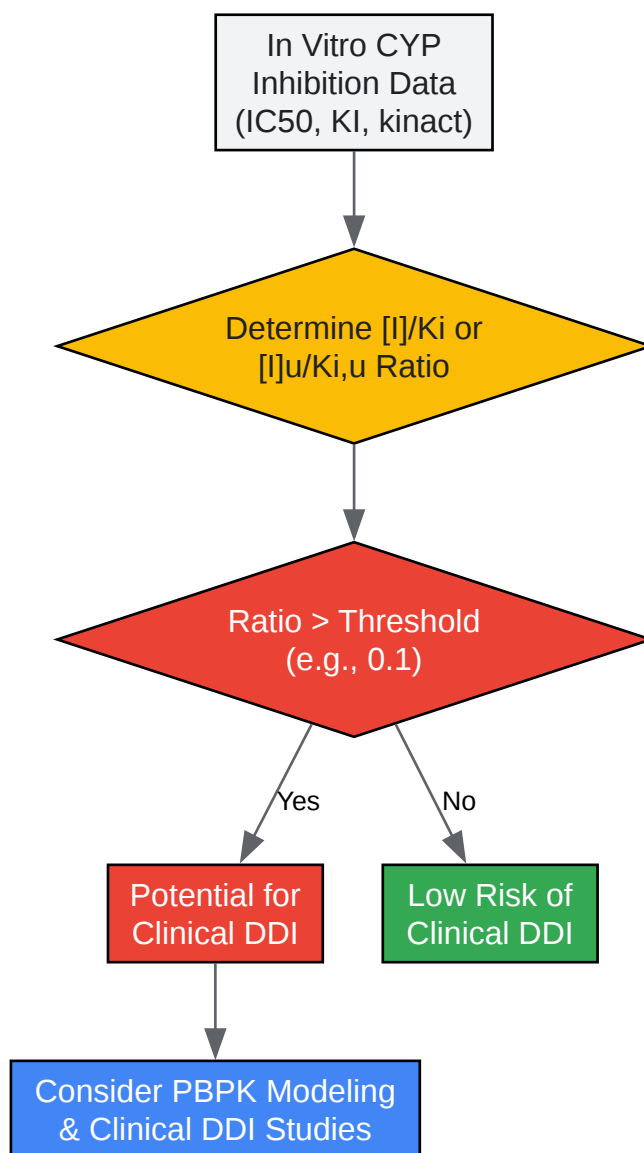 In Vitro CYP
Inhibition Data
(IC50, KI, kinact)
Determine [I]/Ki or
[I]u/Ki,u Ratio
Ratio > Threshold
(e.g., 0.1)
Yes
No
Potential for
Clinical DDI
Low Risk of
Clinical DDI
Consider PBPK Modeling
& Clinical DDI Studies